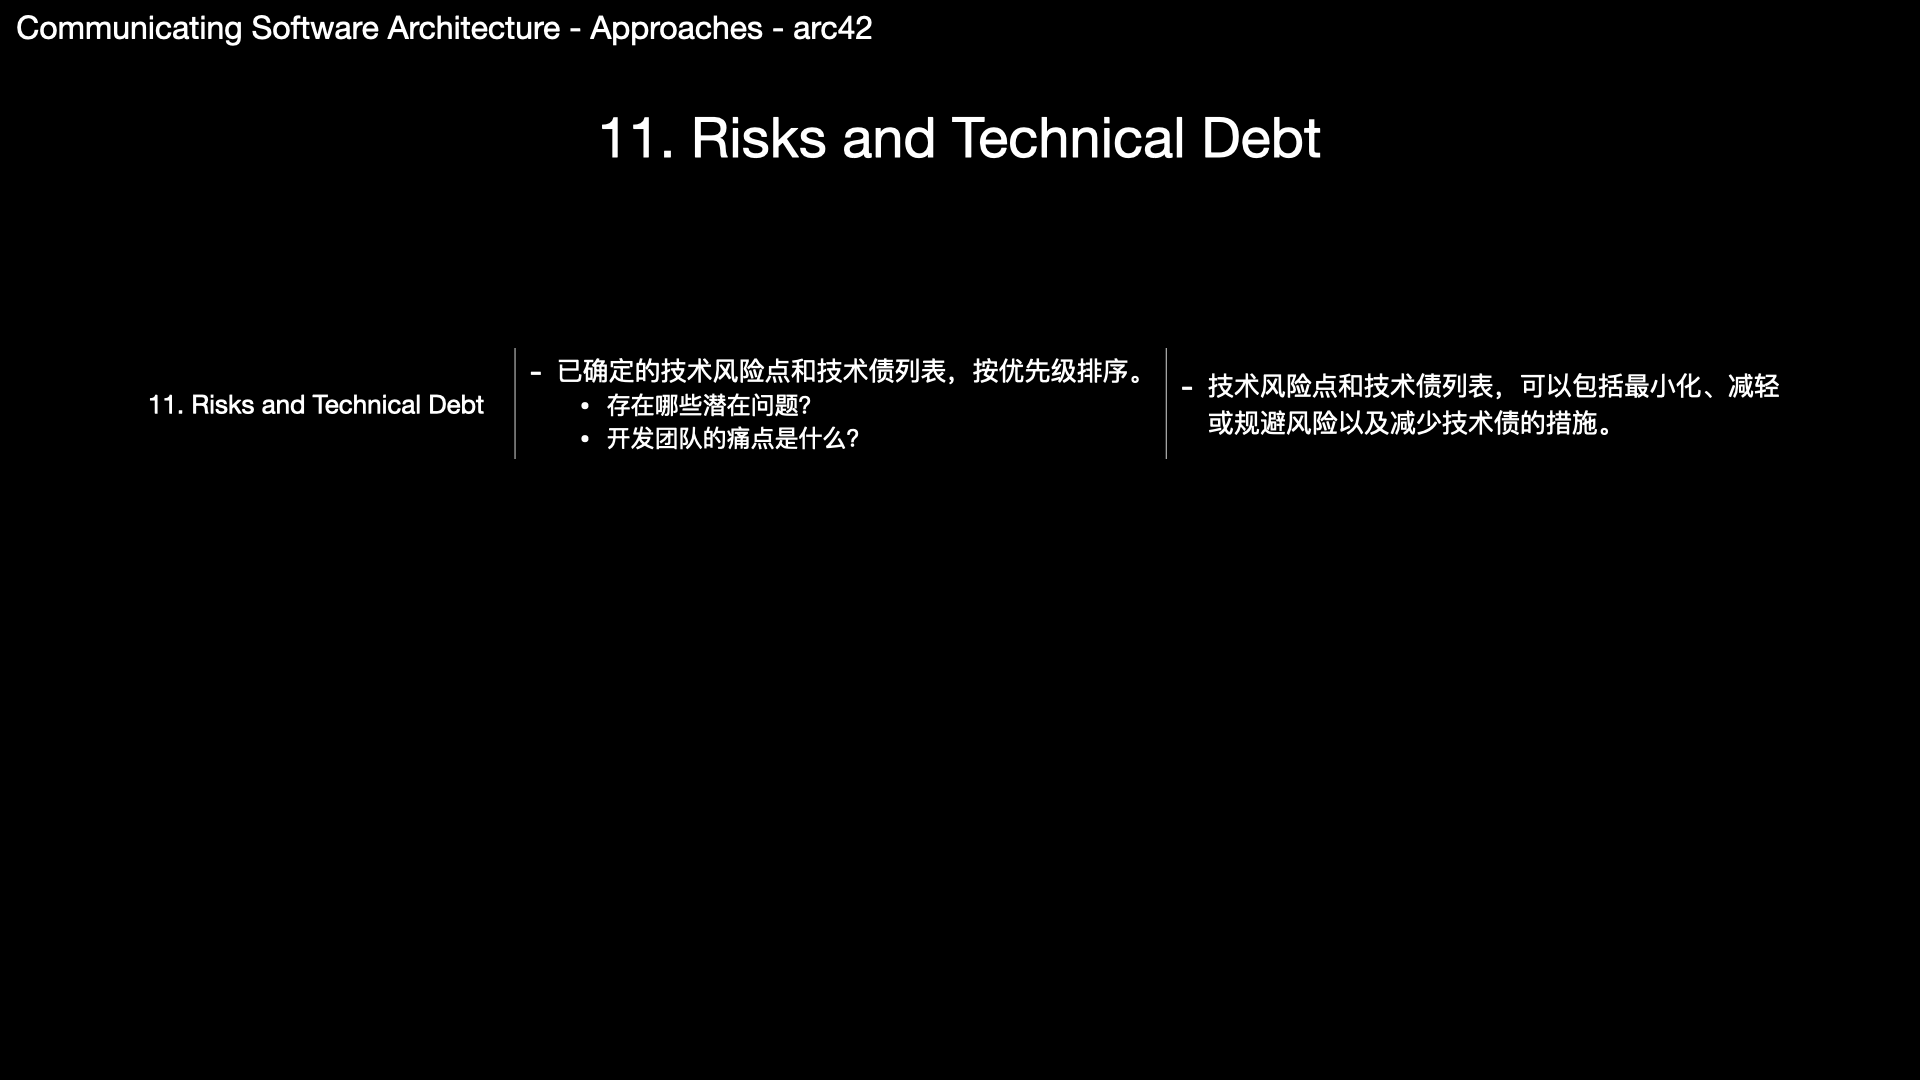 Communicating Software Architecture - Approaches - arc42
11. Risks and Technical Debt
11. Risks and Technical Debt
- 已确定的技术风险点和技术债列表，按优先级排序。
• 存在哪些潜在问题？
• 开发团队的痛点是什么？
- 技术风险点和技术债列表，可以包括最小化、减轻
或规避风险以及减少技术债的措施。